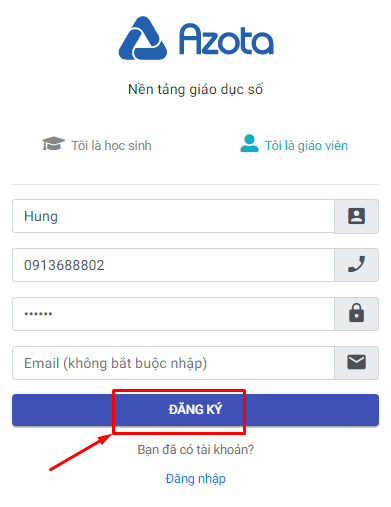 Azota
Nền tảng giáo dục số
Tôi là học sinh Tôi là giáo viên
Hung
0913688802
••••••
Email (không bắt buộc nhập)
ĐĂNG KÝ
Bạn đã có tài khoản?
Đăng nhập